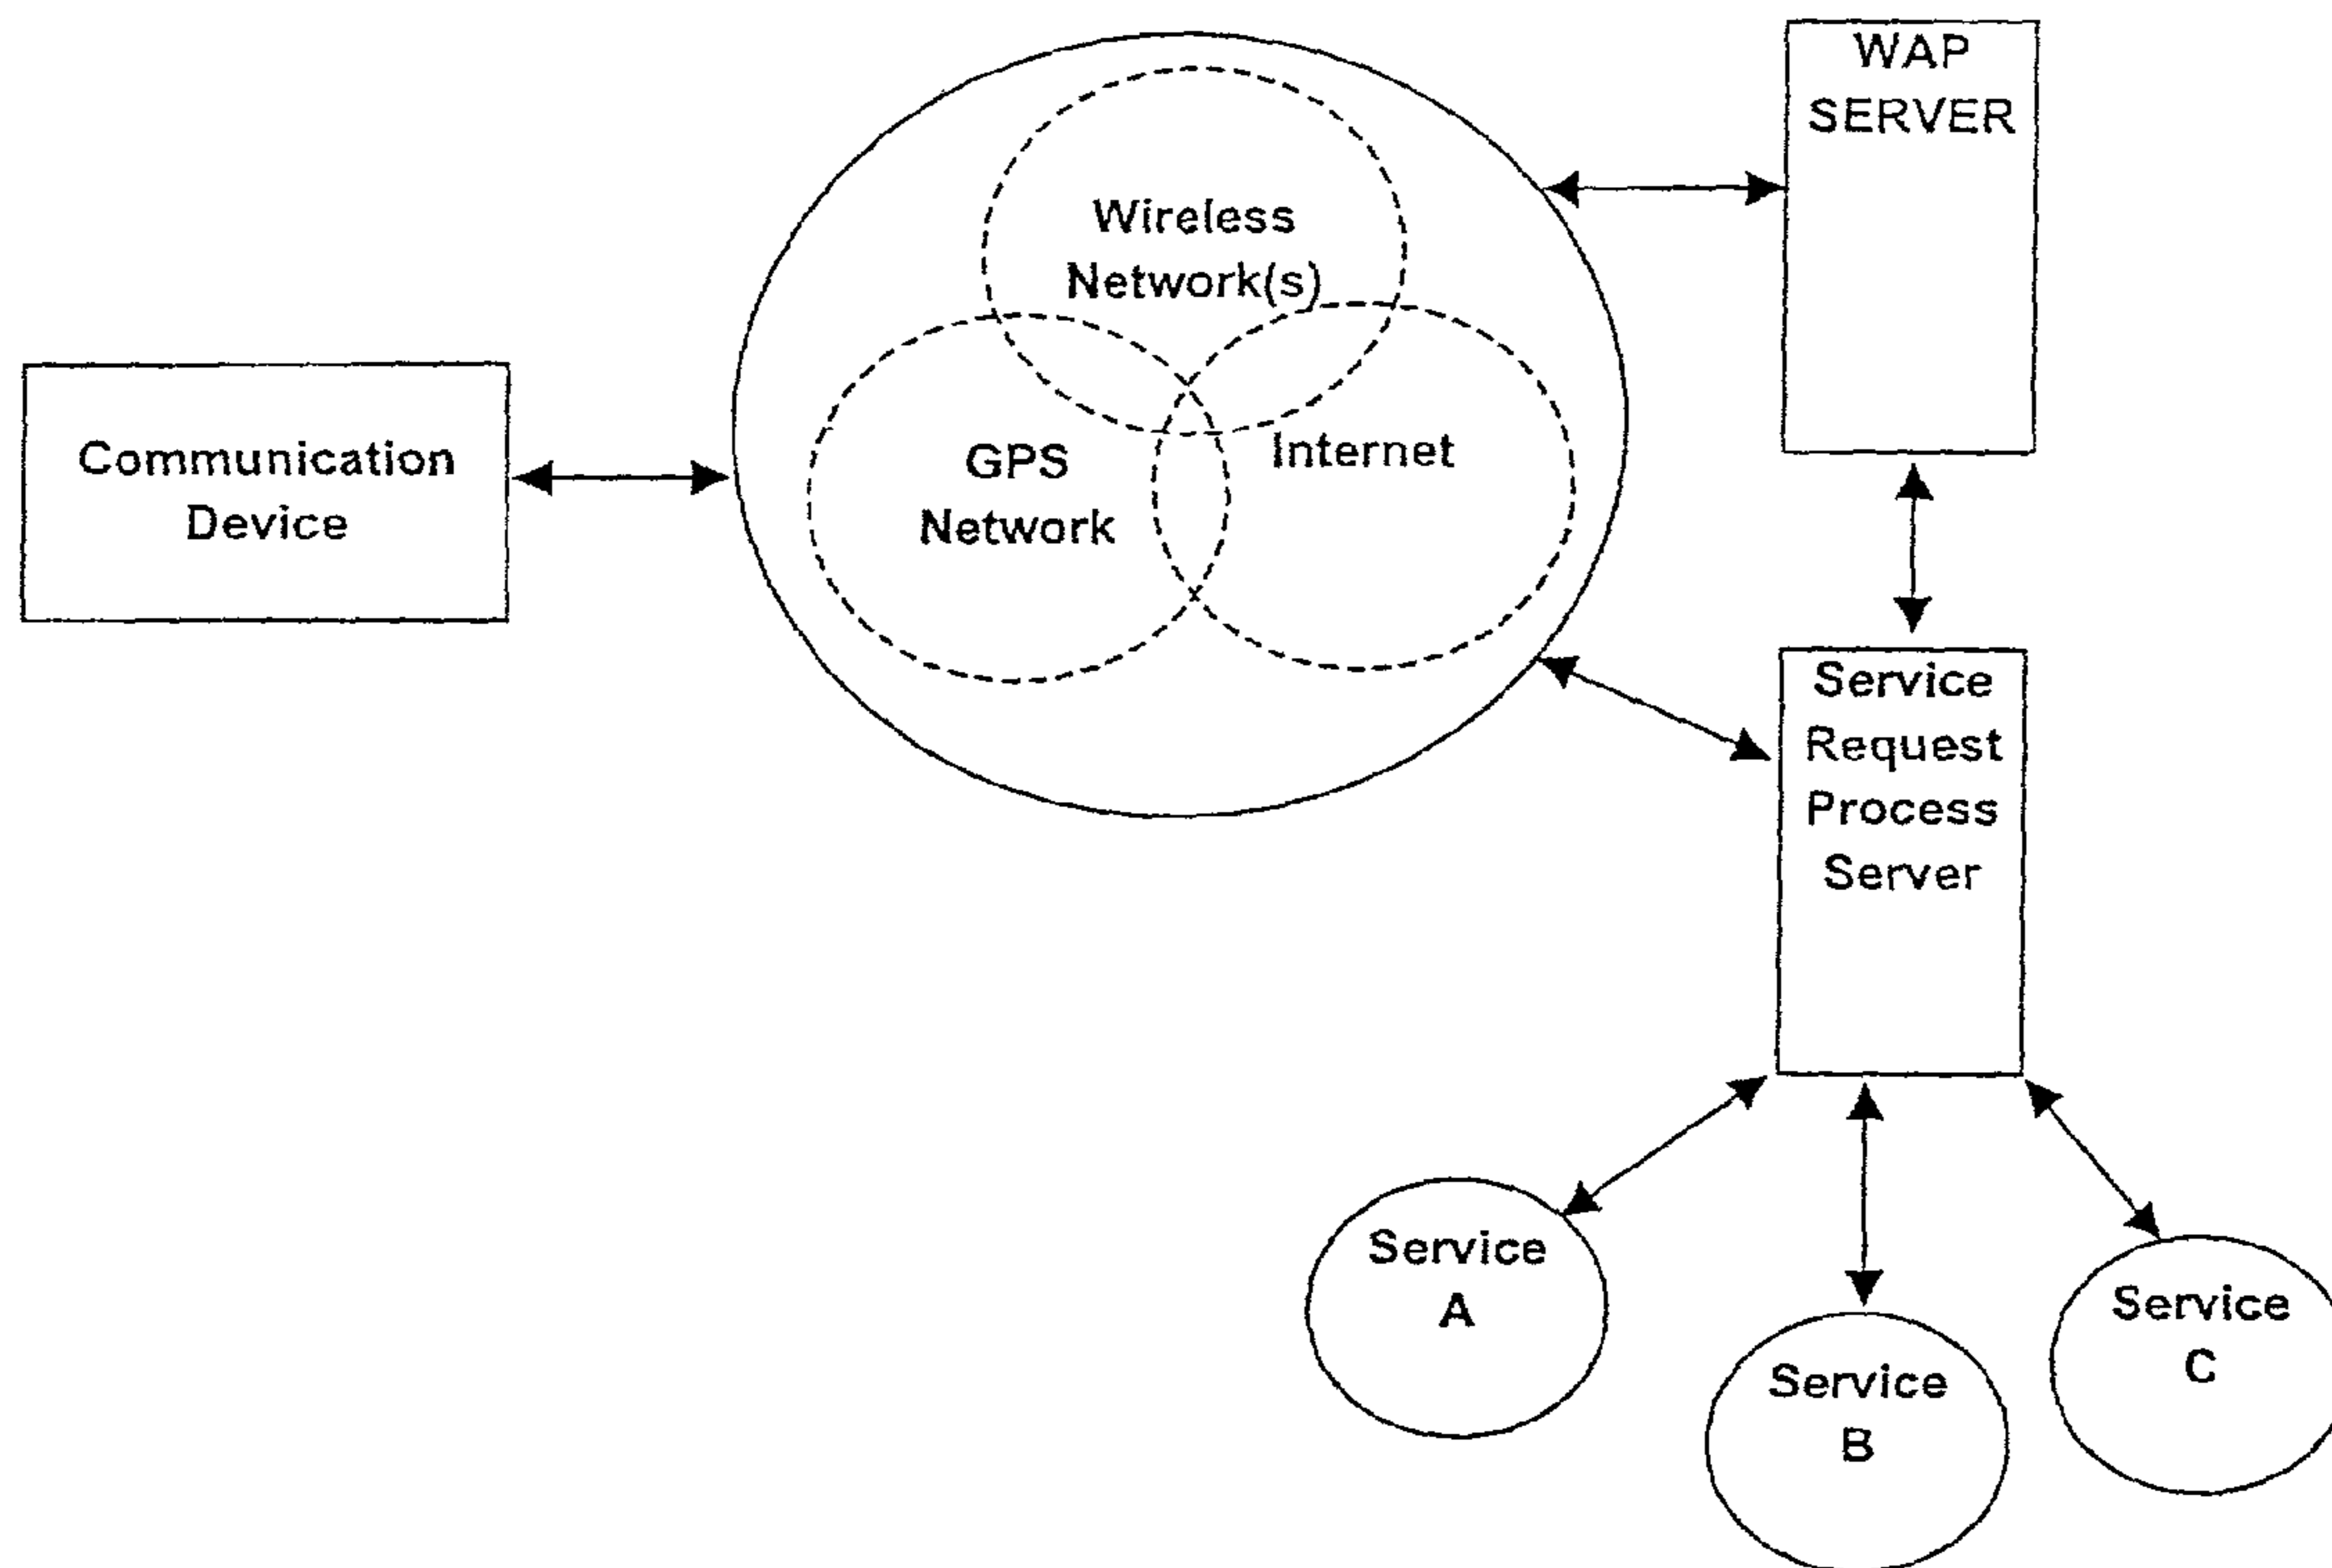 WAP
SERVER
Wireless
Network(s)
Communication
Device
GPS
Network
Internet
Service
Request
Process
Server
Service
A
Service
B
Service
C